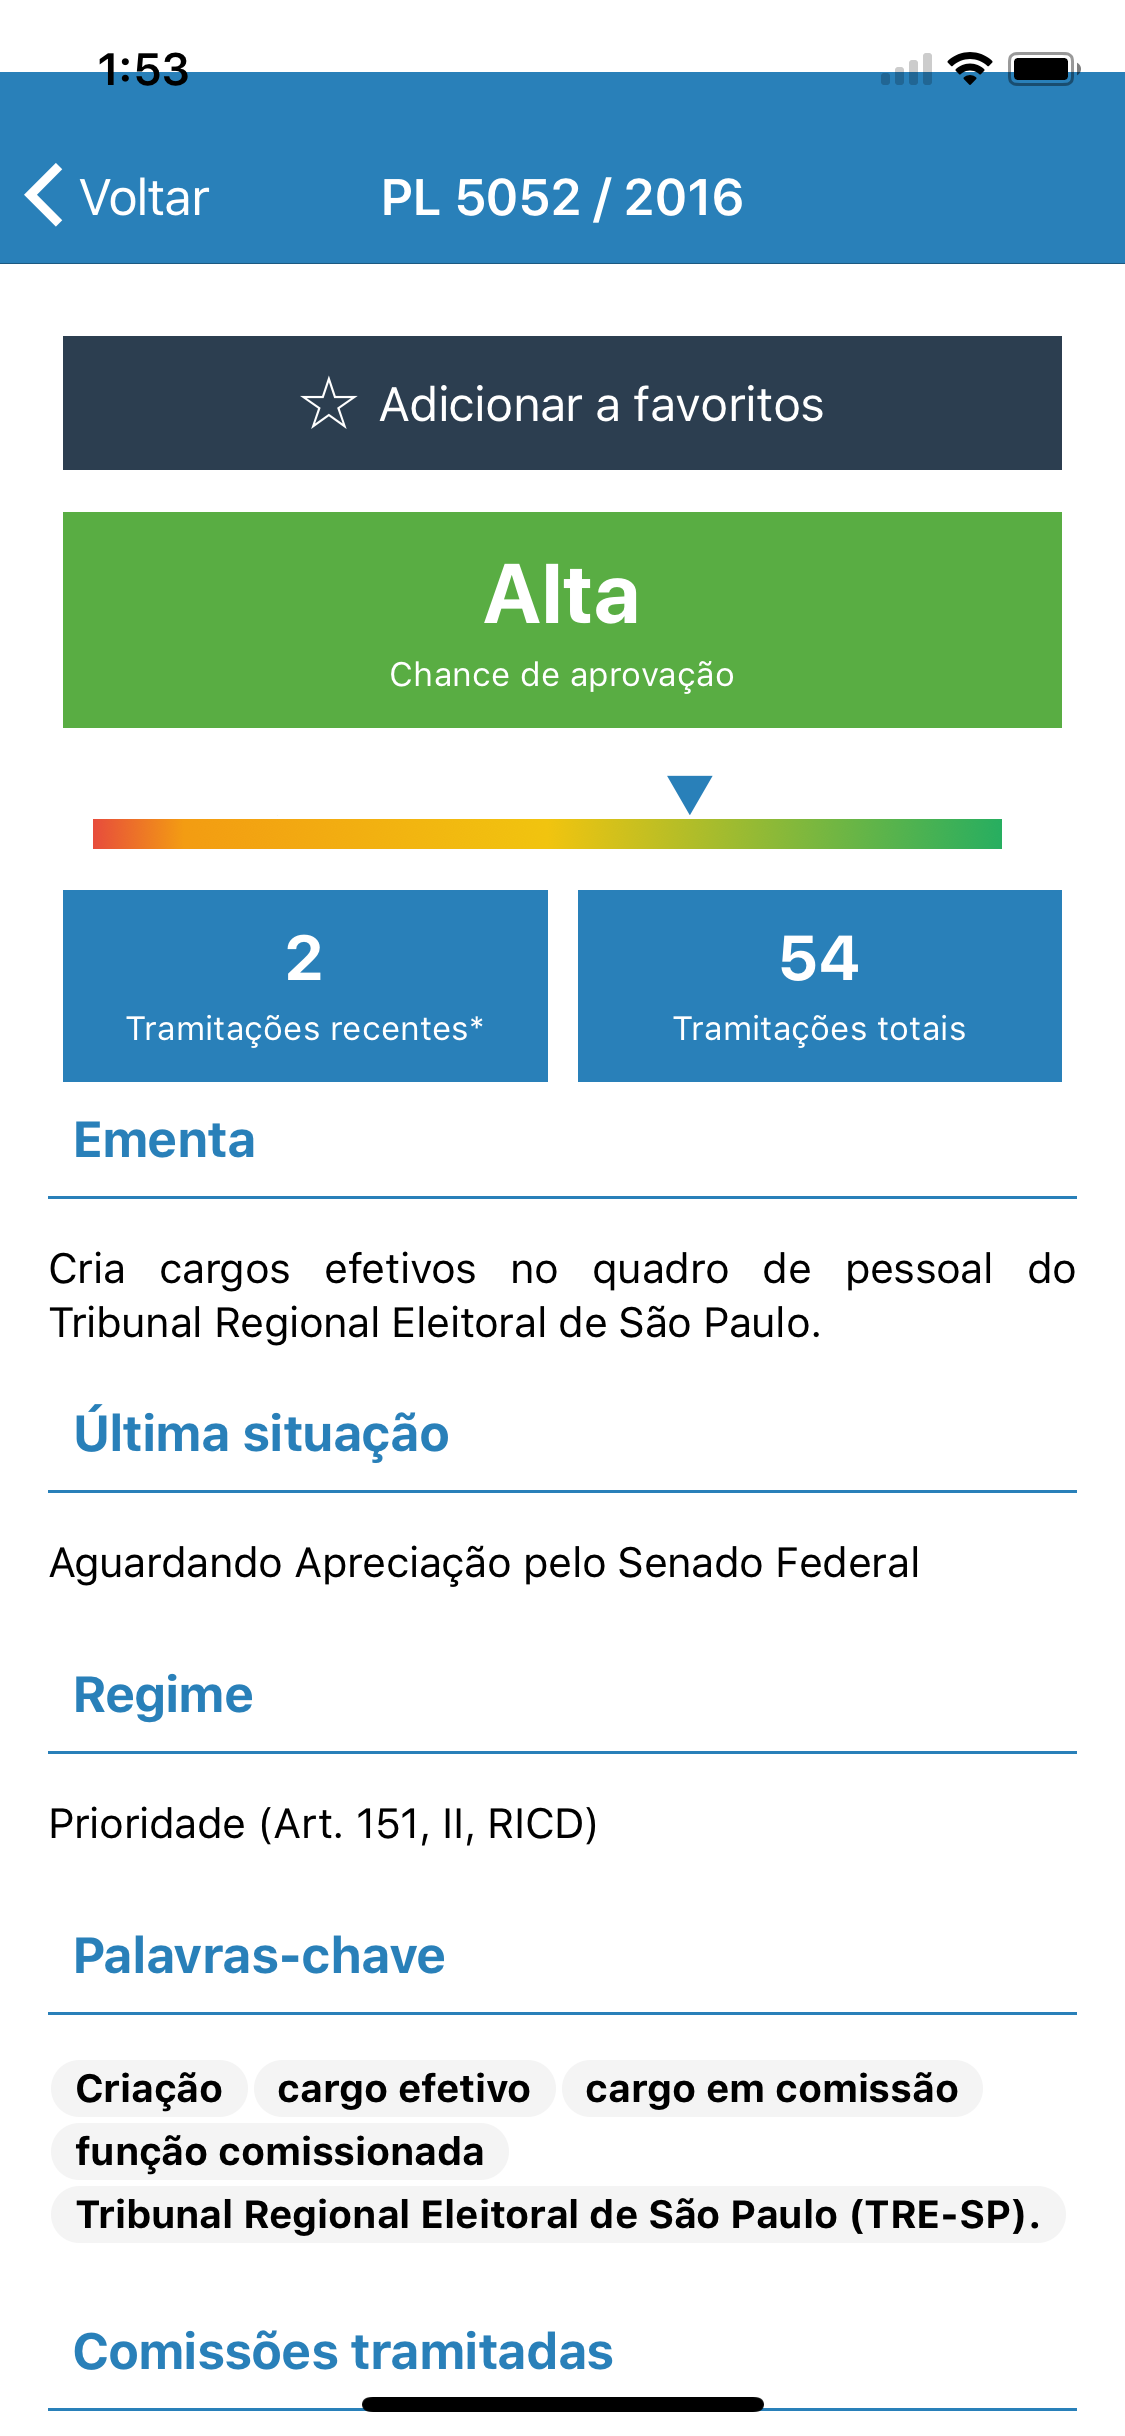 1:53
Voltar
PL 5052 / 2016
Adicionar a favoritos
Alta
Chance de aprovação
2
Tramitações recentes*
54
Tramitações totais
Ementa
Cria cargos efetivos no quadro de pessoal do
Tribunal Regional Eleitoral de São Paulo.
Última situação
Aguardando Apreciação pelo Senado Federal
Regime
Prioridade (Art. 151, II, RICD)
Palavras-chave
Criação cargo efetivo cargo em comissão
função comissionada
Tribunal Regional Eleitoral de São Paulo (TRE-SP).
Comissões tramitadas